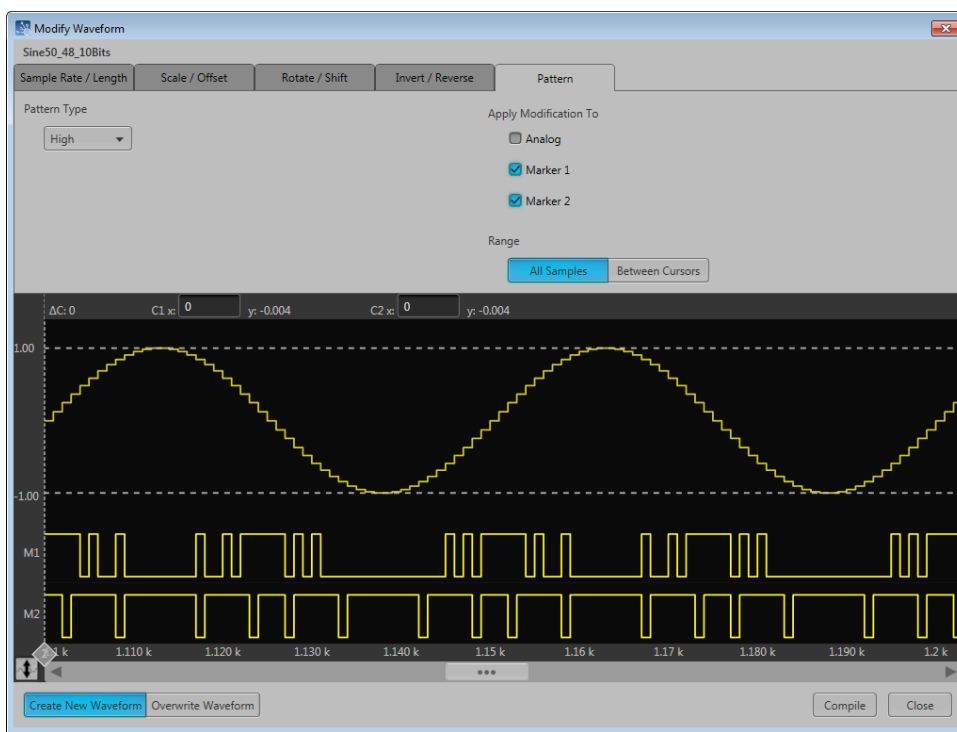 Modify Waveform
Sine50_48_10Bits
Sample Rate / Length Scale / Offset Rotate / Shift Invert / Reverse Pattern
Pattern Type Apply Modification To
High Analog
Marker 1
Marker 2
Range
All Samples Between Cursors
ΔC: 0 C1 x: 0 y: -0.004 C2 x: 0 y: -0.004
1.00
-1.00
M1
M2
1.110 k 1.120 k 1.130 k 1.140 k 1.15 k 1.16 k 1.17 k 1.180 k 1.190 k 1.2 k
Create New Waveform Overwrite Waveform Compile Close